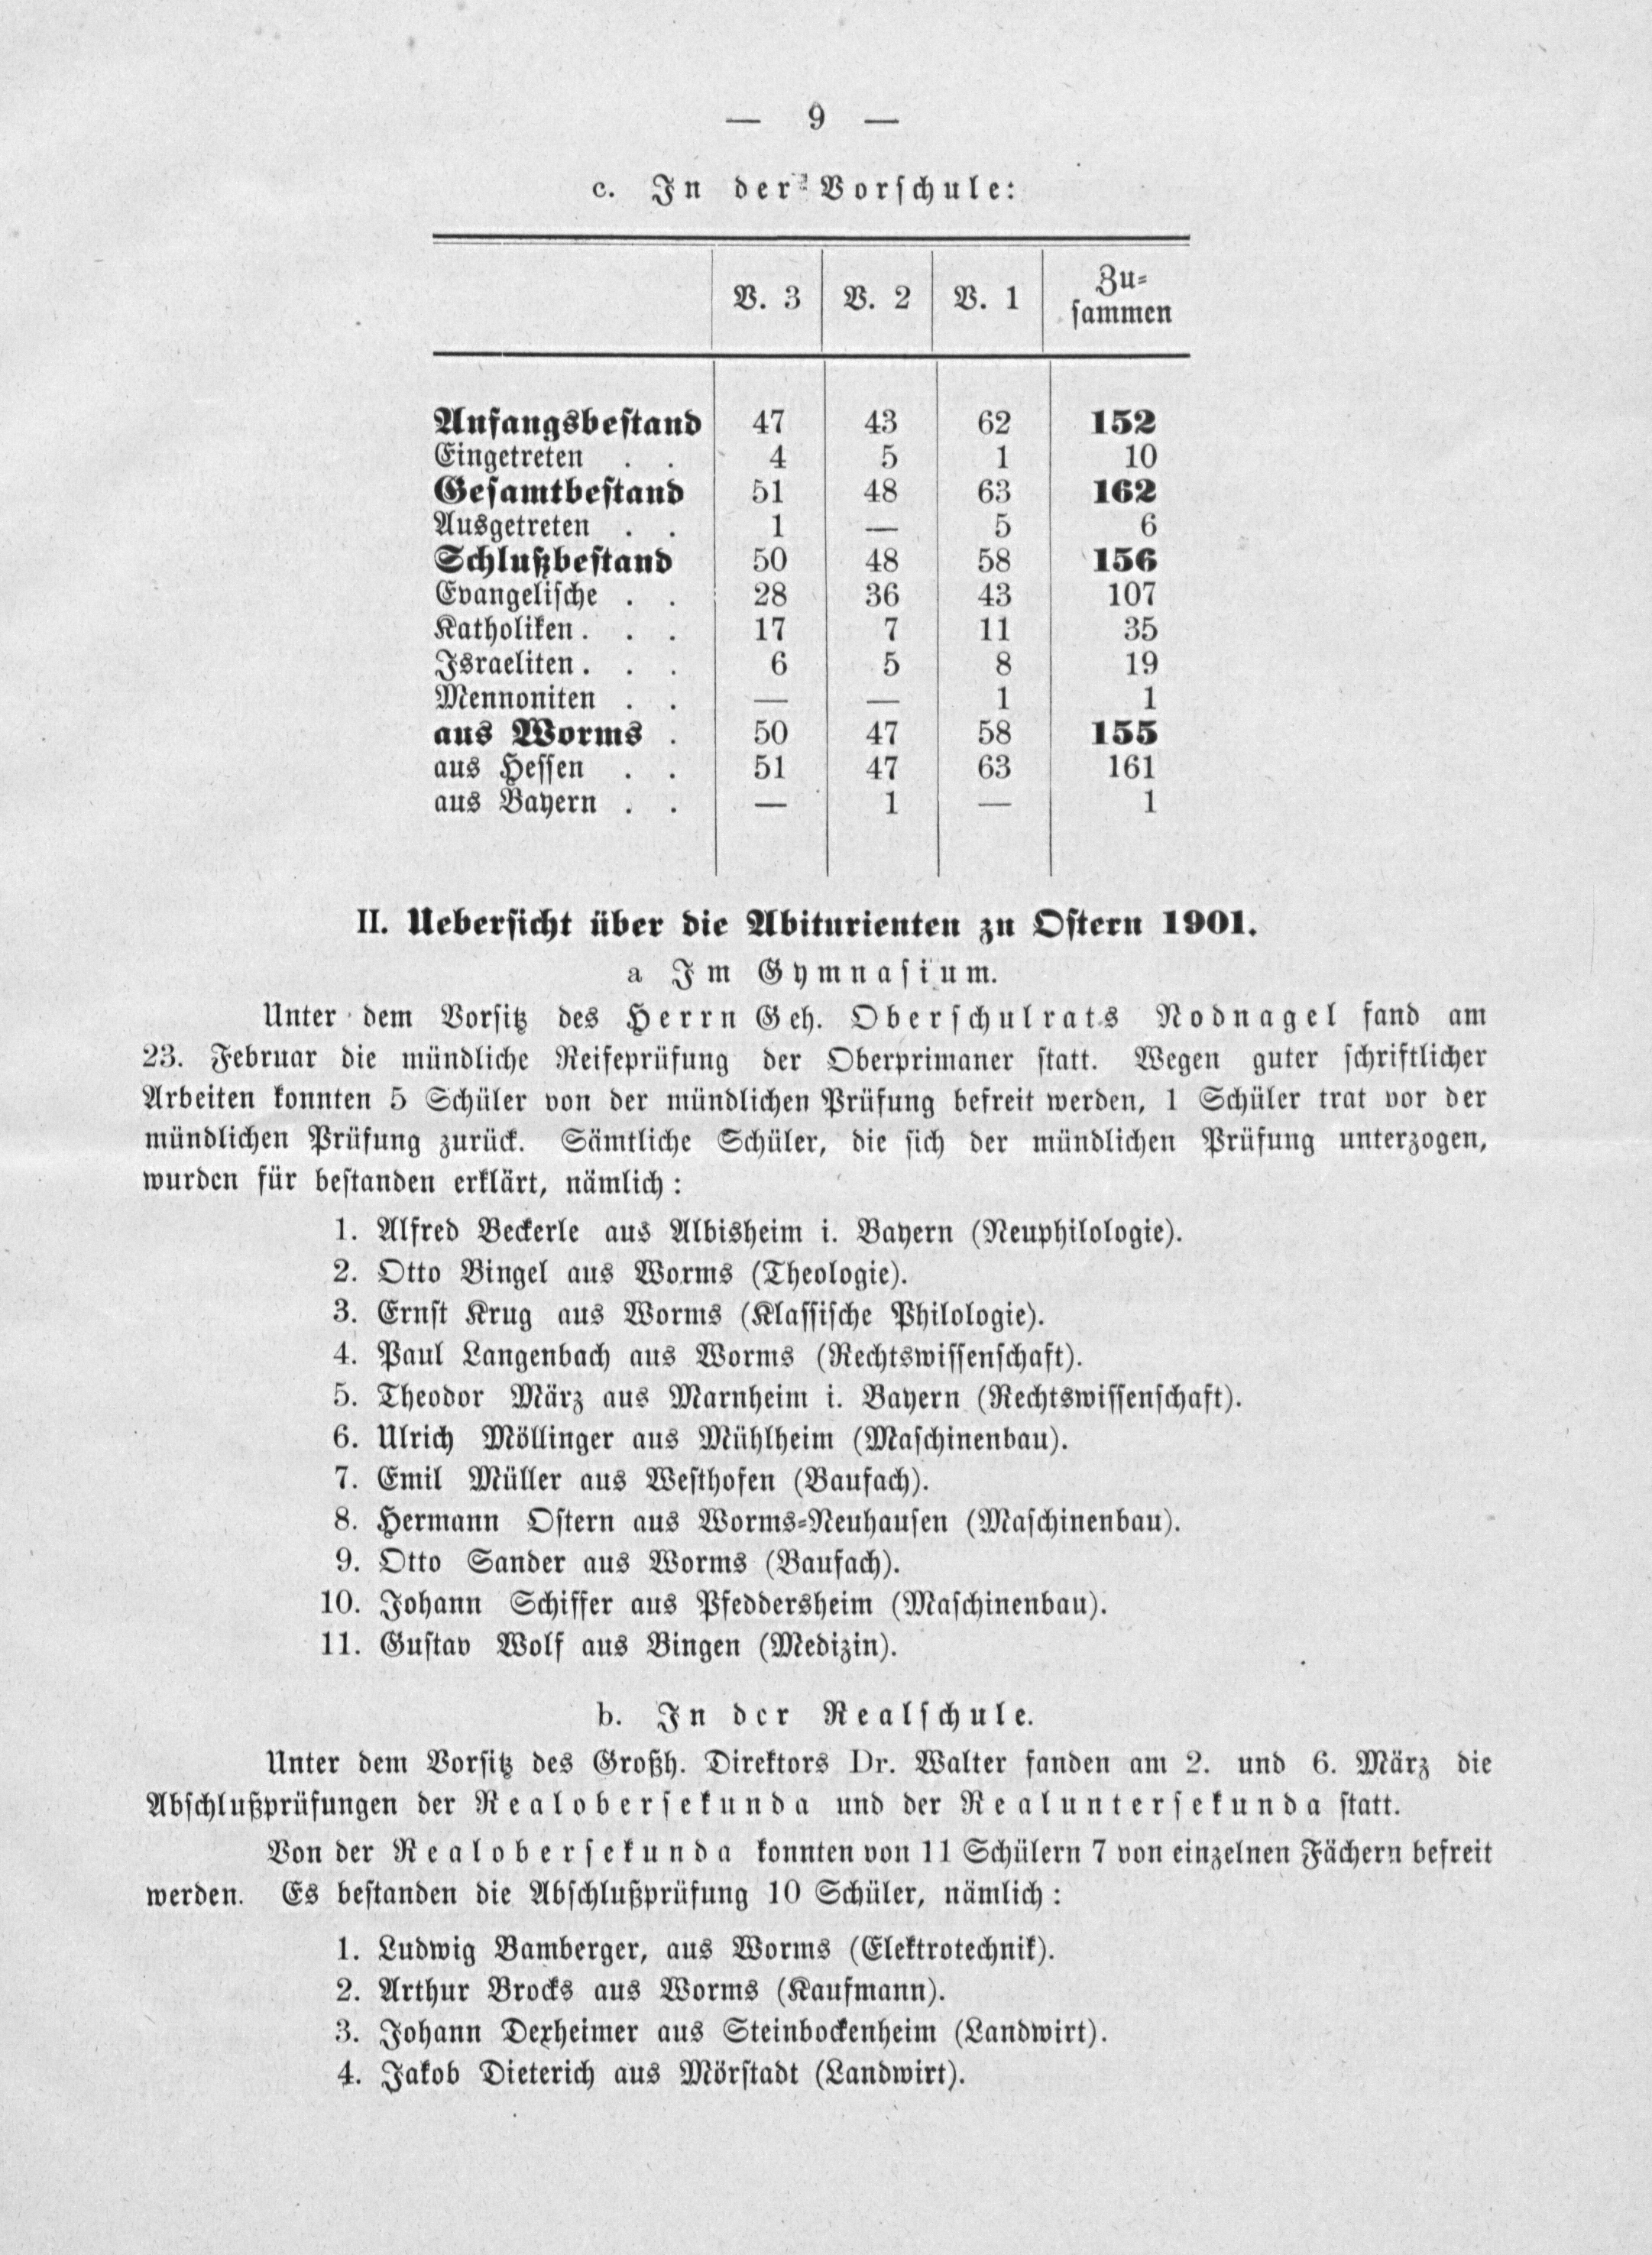 — 9 —
c. In der Vorschule:
V. 3 V. 2 V. 1 Zu-
sammen
Anfangsbestand 47 43 62 152
Eingetreten . . 4 5 1 10
Gesamtbestand 51 48 63 162
Ausgetreten . . 1 — 5 6
Schlußbestand 50 48 58 156
Evangelische . . 28 36 43 107
Katholiken . . . 17 7 11 35
Israeliten . . . 6 5 8 19
Mennoniten . . — — 1 1
aus Worms . 50 47 58 155
aus Hessen . . 51 47 63 161
aus Bayern . . — 1 — 1
II. Uebersicht über die Abiturienten zu Ostern 1901.
a Im Gymnasium.
Unter dem Vorsitz des Herrn Geh. Oberschulrats Nodnagel fand am
23. Februar die mündliche Reifeprüfung der Oberprimaner statt. Wegen guter schriftlicher
Arbeiten konnten 5 Schüler von der mündlichen Prüfung befreit werden, 1 Schüler trat vor der
mündlichen Prüfung zurück. Sämtliche Schüler, die sich der mündlichen Prüfung unterzogen,
wurden für bestanden erklärt, nämlich:
1. Alfred Beckerle aus Albisheim i. Bayern (Neuphilologie).
2. Otto Bingel aus Worms (Theologie).
3. Ernst Krug aus Worms (Klassische Philologie).
4. Paul Langenbach aus Worms (Rechtswissenschaft).
5. Theodor März aus Marnheim i. Bayern (Rechtswissenschaft).
6. Ulrich Möllinger aus Mühlheim (Maschinenbau).
7. Emil Müller aus Westhofen (Baufach).
8. Hermann Ostern aus Worms-Neuhausen (Maschinenbau).
9. Otto Sander aus Worms (Baufach).
10. Johann Schiffer aus Pfeddersheim (Maschinenbau).
11. Gustav Wolf aus Bingen (Medizin).
b. In der Realschule.
Unter dem Vorsitz des Großh. Direktors Dr. Walter fanden am 2. und 6. März die
Abschlußprüfungen der Realobersekunda und der Realuntersekunda statt.
Von der Realobersekunda konnten von 11 Schülern 7 von einzelnen Fächern befreit
werden. Es bestanden die Abschlußprüfung 10 Schüler, nämlich:
1. Ludwig Bamberger, aus Worms (Elektrotechnik).
2. Arthur Brocks aus Worms (Kaufmann).
3. Johann Dexheimer aus Steinbockenheim (Landwirt).
4. Jakob Dieterich aus Mörstadt (Landwirt).